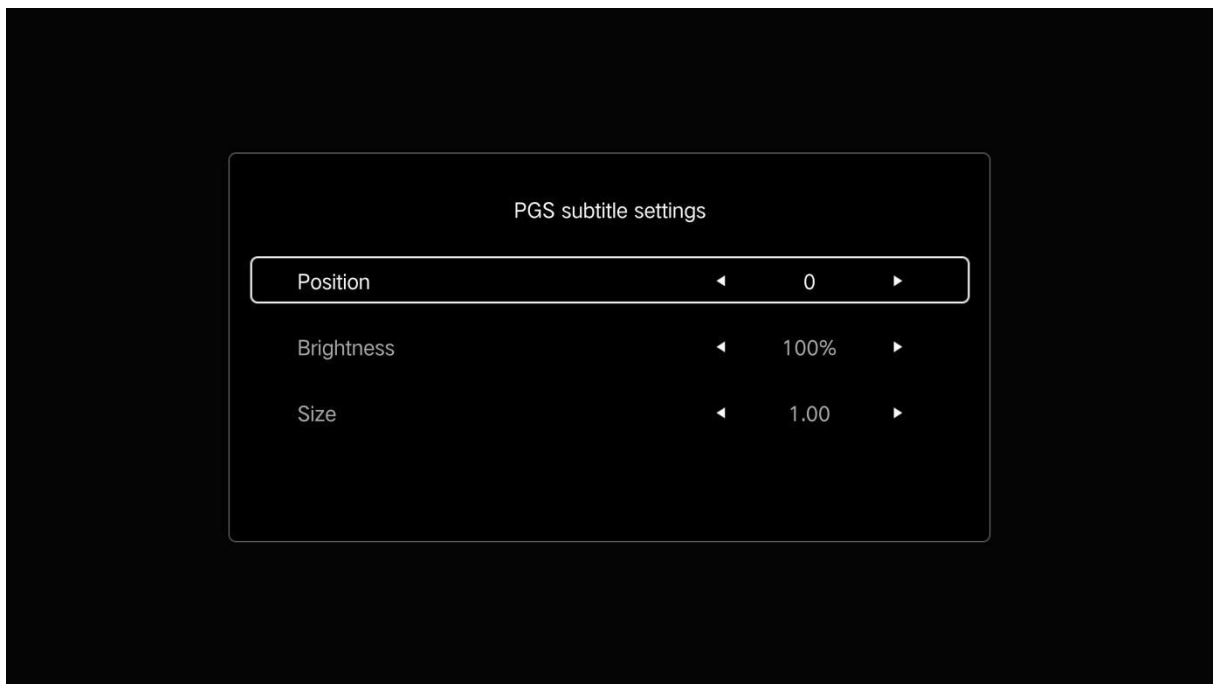 PGS subtitle settings
Position ◀ 0 ▶
Brightness ◀ 100% ▶
Size ◀ 1.00 ▶